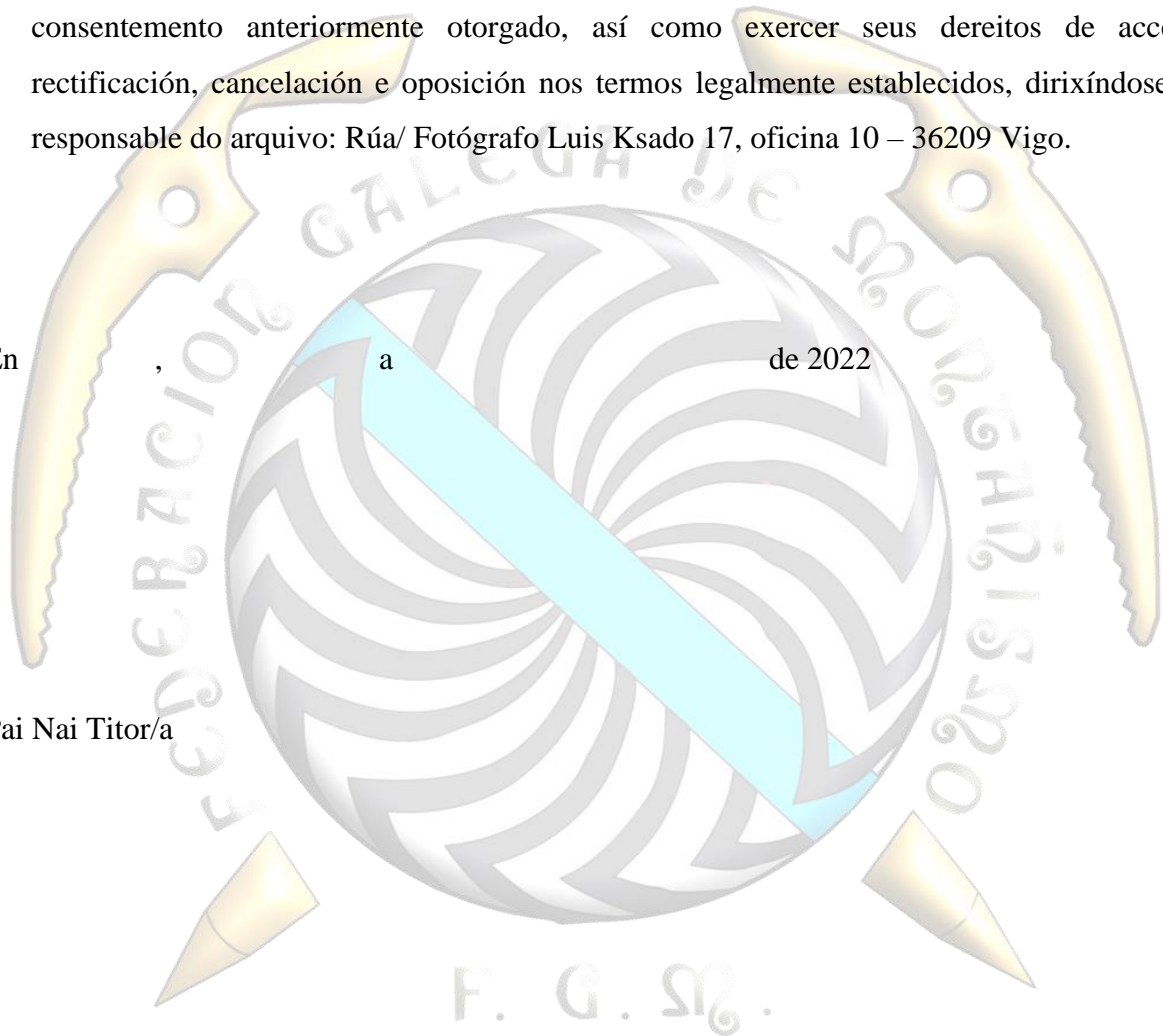 consentemento anteriormente otorgado, así como exercer seus dereitos de acc
rectificación, cancelación e oposición nos termos legalmente establecidos, dirixíndose
responsable do arquivo: Rúa/ Fotógrafo Luis Ksado 17, oficina 10 – 36209 Vigo.
En , a de 2022
Pai Nai Titor/a
FEDERACION GALEGA DE MONTAÑISMO
F. G. M.